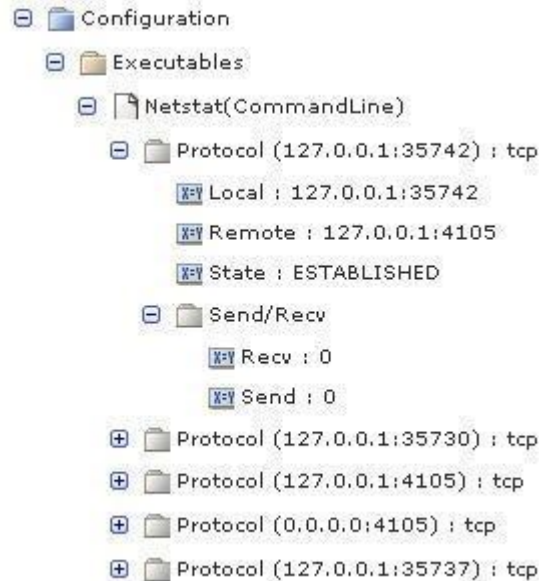 Configuration
Executables
Netstat(CommandLine)
Protocol (127.0.0.1:35742) : tcp
X=Y Local : 127.0.0.1:35742
X=Y Remote : 127.0.0.1:4105
X=Y State : ESTABLISHED
Send/Recv
X=Y Recv : 0
X=Y Send : 0
Protocol (127.0.0.1:35730) : tcp
Protocol (127.0.0.1:4105) : tcp
Protocol (0.0.0.0:4105) : tcp
Protocol (127.0.0.1:35737) : tcp